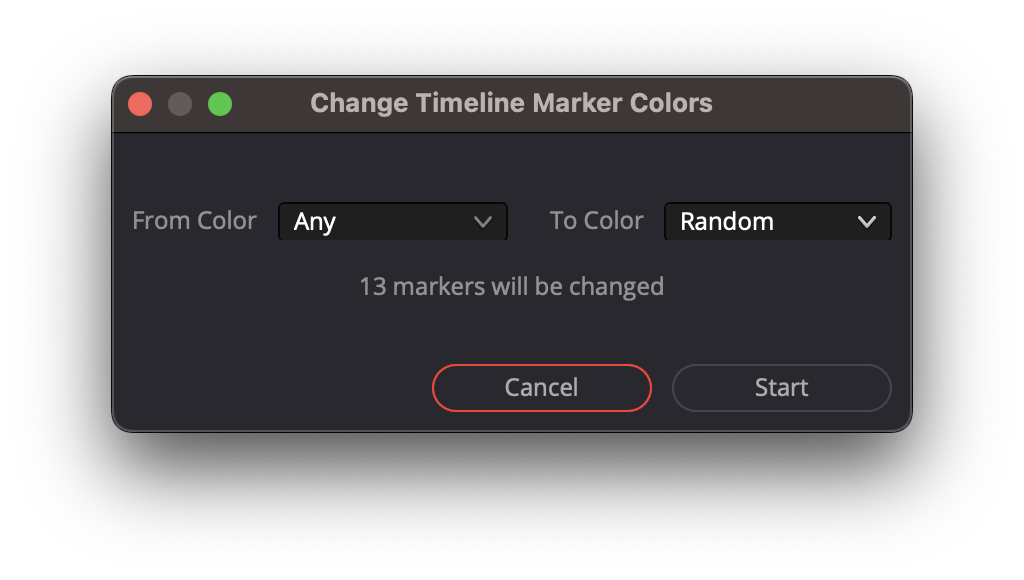 Change Timeline Marker Colors
From Color Any To Color Random
13 markers will be changed
Cancel Start